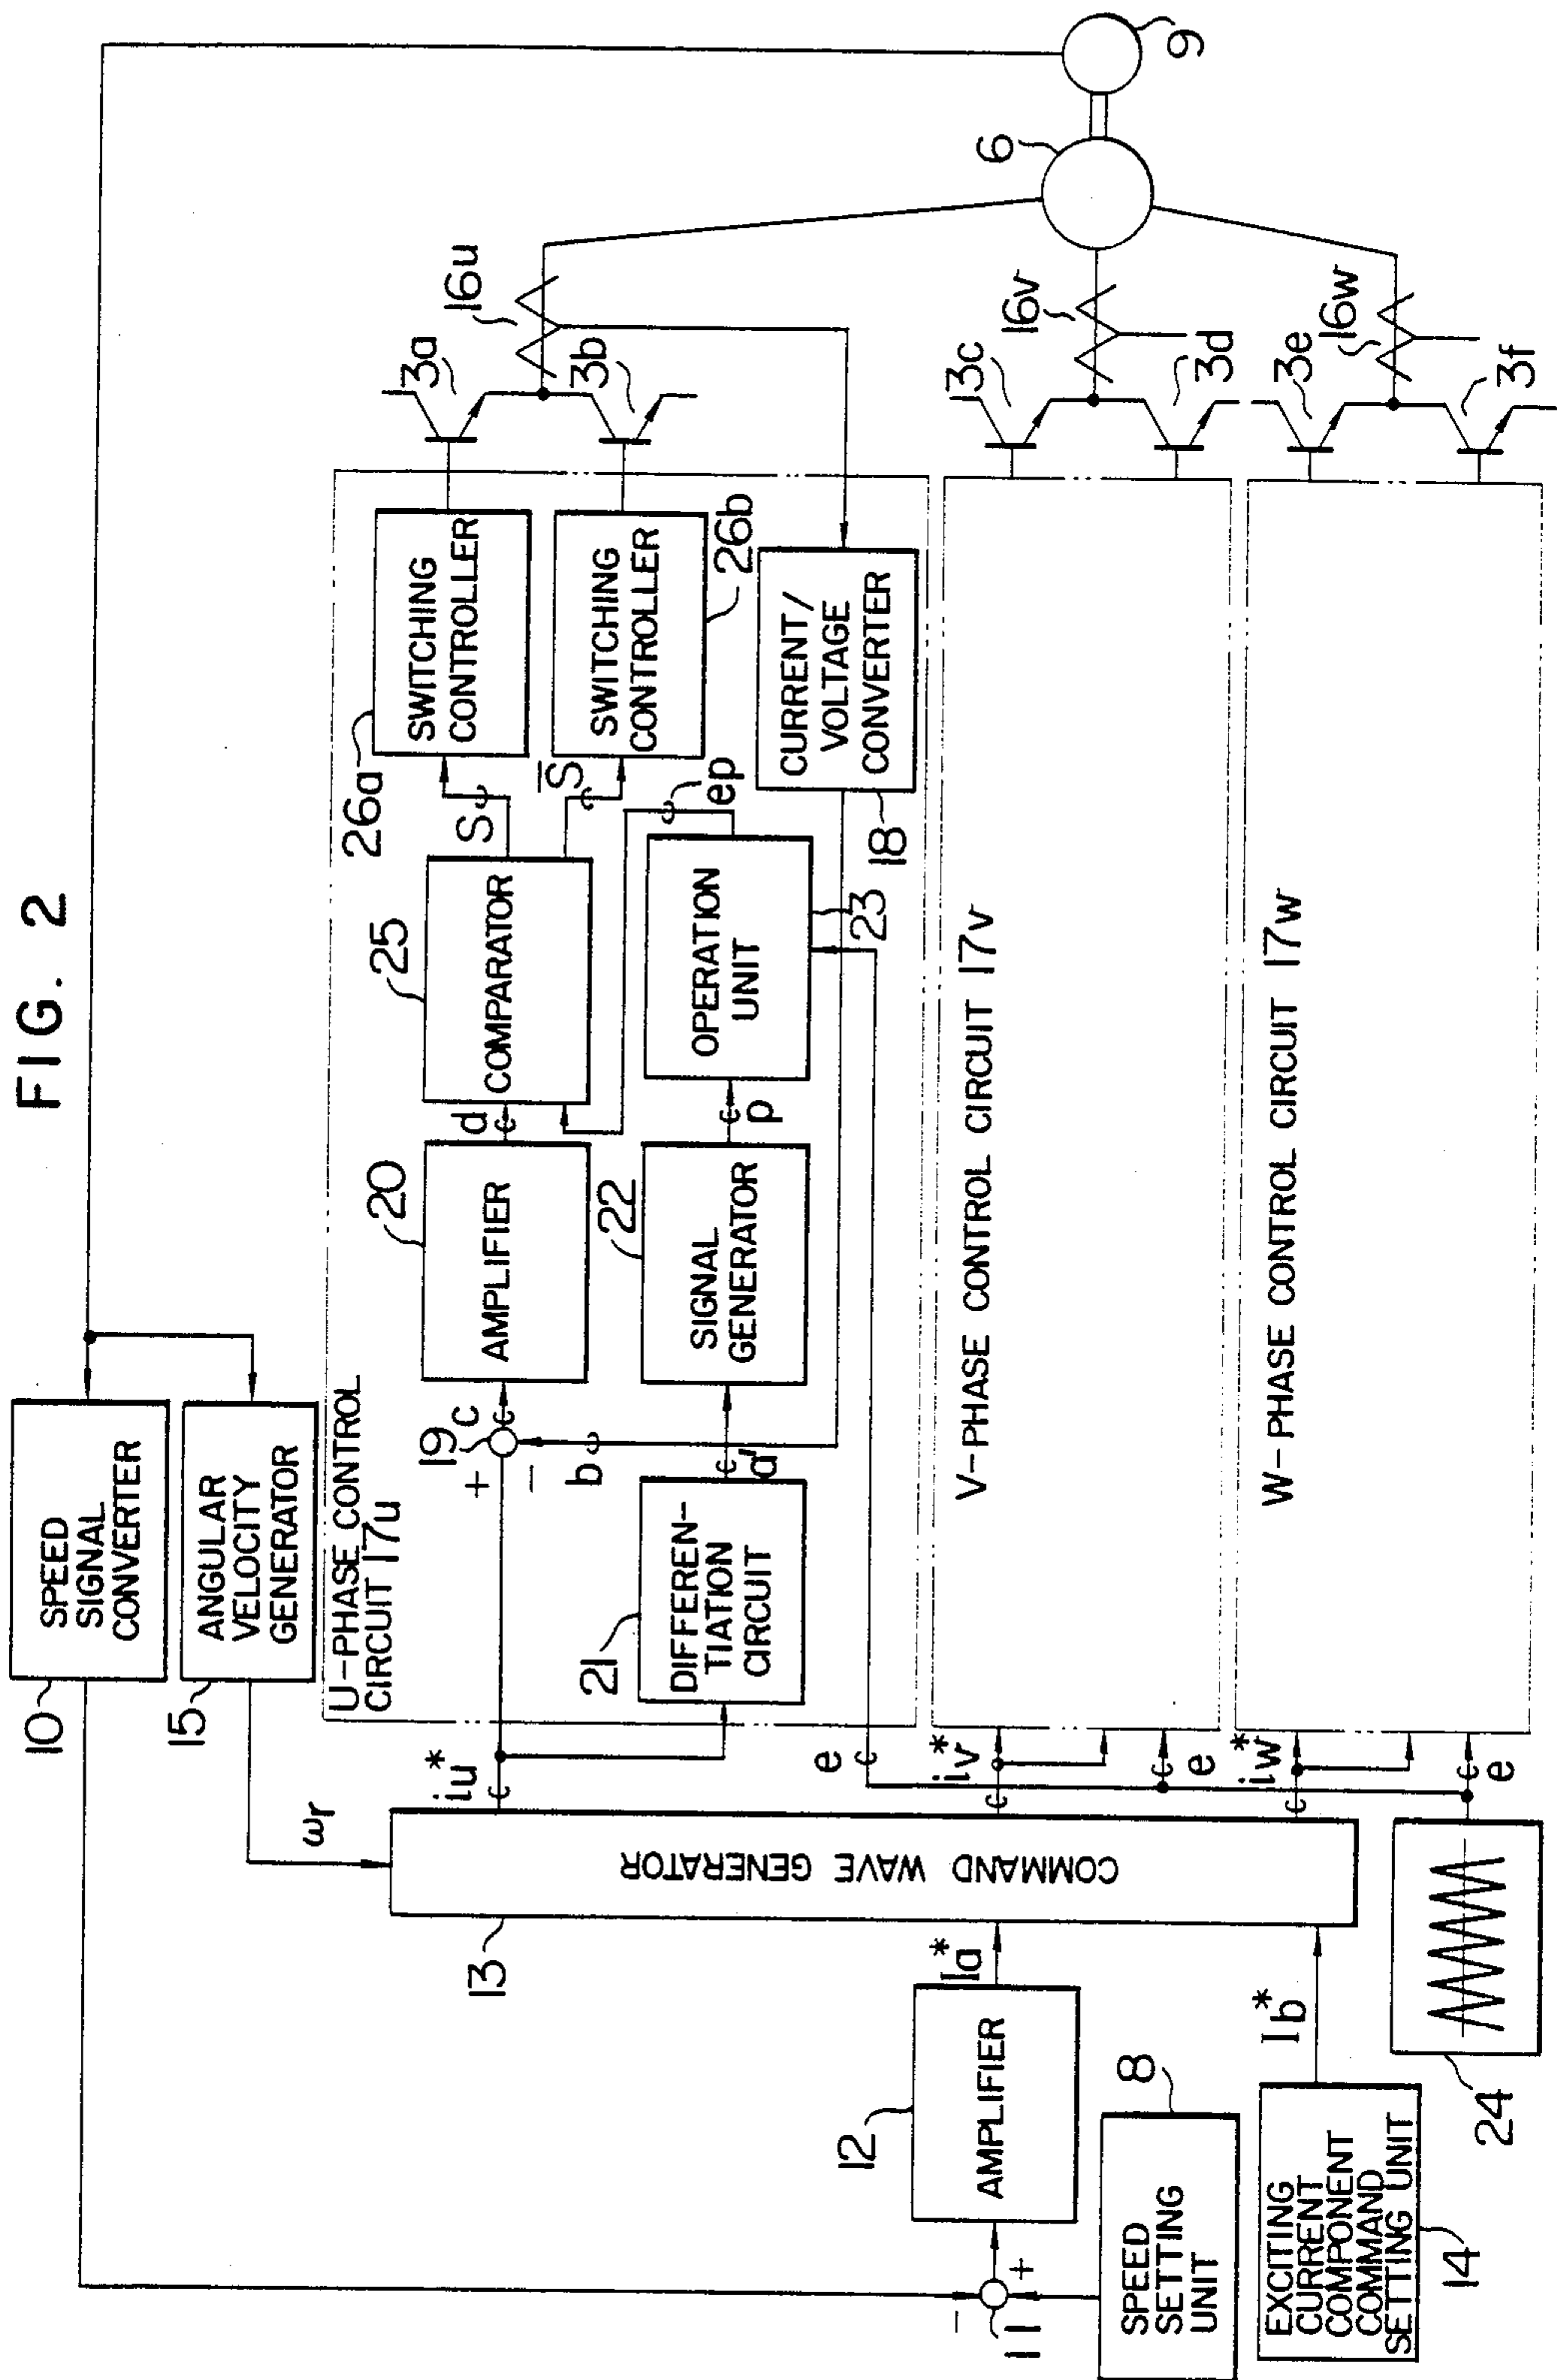 FIG. 2
10
SPEED
SIGNAL
CONVERTER
15
ANGULAR
VELOCITY
GENERATOR
ωr
U-PHASE CONTROL
CIRCUIT 17u
13
COMMAND WAVE GENERATOR
iu*
+
−
19
c
b
20
AMPLIFIER
d
25
COMPARATOR
S
S̅
26a
SWITCHING
CONTROLLER
SWITCHING
CONTROLLER
26b
3a
3b
16u
21
DIFFEREN-
TIATION
CIRCUIT
a'
22
SIGNAL
GENERATOR
p
OPERATION
UNIT
23
ep
CURRENT/
VOLTAGE
CONVERTER
18
e
6
9
12
AMPLIFIER
Ia*
−
+
11
8
SPEED
SETTING
UNIT
iv*
e
V-PHASE CONTROL CIRCUIT 17v
3c
3d
16v
EXCITING
CURRENT
COMPONENT
COMMAND
SETTING UNIT
14
Ib*
24
iw*
e
W-PHASE CONTROL CIRCUIT 17w
3e
3f
16w